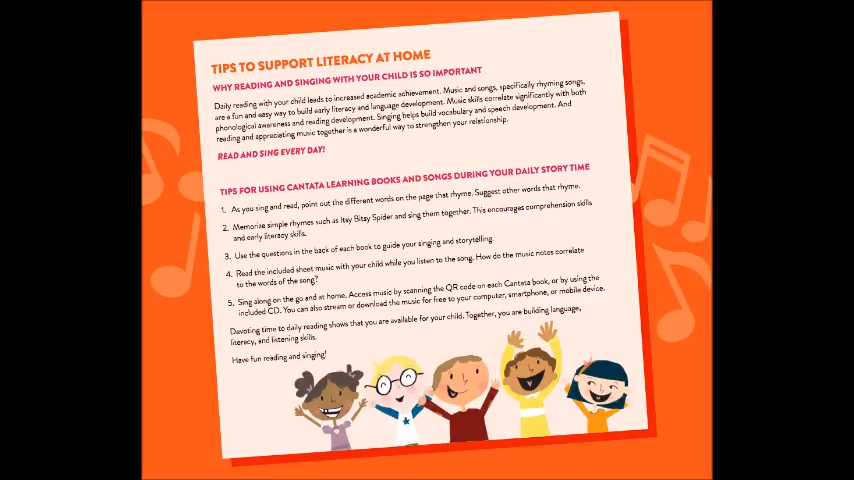 TIPS TO SUPPORT LITERACY AT HOME
WHY READING AND SINGING WITH YOUR CHILD IS SO IMPORTANT
Daily reading with your child leads to increased academic achievement. Music and songs, specifically rhyming songs,
are a fun and easy way to build early literacy and language development. Music skills correlate significantly with both
phonological awareness and reading development. Singing helps build vocabulary and speech development. And
reading and appreciating music together is a wonderful way to strengthen your relationship.
READ AND SING EVERY DAY!
TIPS FOR USING CANTATA LEARNING BOOKS AND SONGS DURING YOUR DAILY STORY TIME
1. As you sing and read, point out the different words on the page that rhyme. Suggest other words that rhyme.
2. Memorize simple rhymes such as Itsy Bitsy Spider and sing them together. This encourages comprehension skills
and early literacy skills.
3. Use the questions in the back of each book to guide your singing and storytelling.
4. Read the included sheet music with your child while you listen to the song. How do the music notes correlate
to the words of the song?
5. Sing along on the go and at home. Access music by scanning the QR code on each Cantata book, or by using the
included CD. You can also stream or download the music for free to your computer, smartphone, or mobile device.
Devoting time to daily reading shows that you are available for your child. Together, you are building language,
literacy, and listening skills.
Have fun reading and singing!